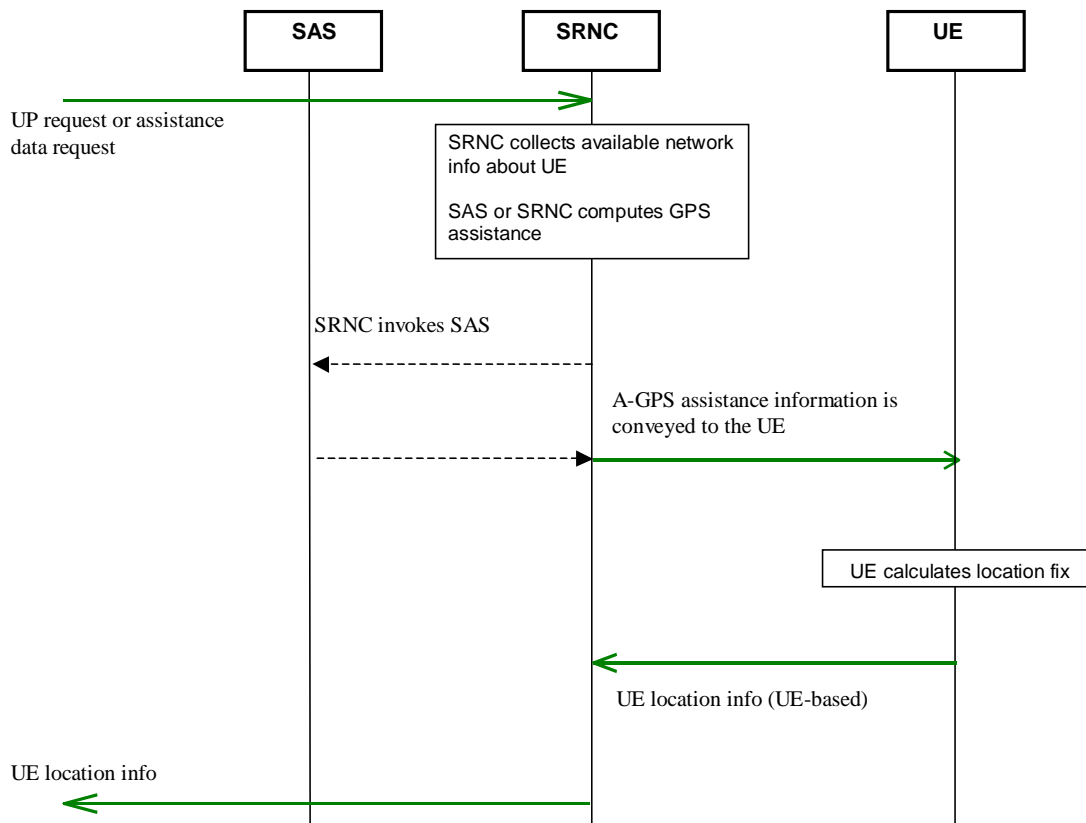 SAS
SRNC
UE
UP request or assistance
data request
SRNC collects available network
info about UE
SAS or SRNC computes GPS
assistance
SRNC invokes SAS
A-GPS assistance information is
conveyed to the UE
UE calculates location fix
UE location info (UE-based)
UE location info